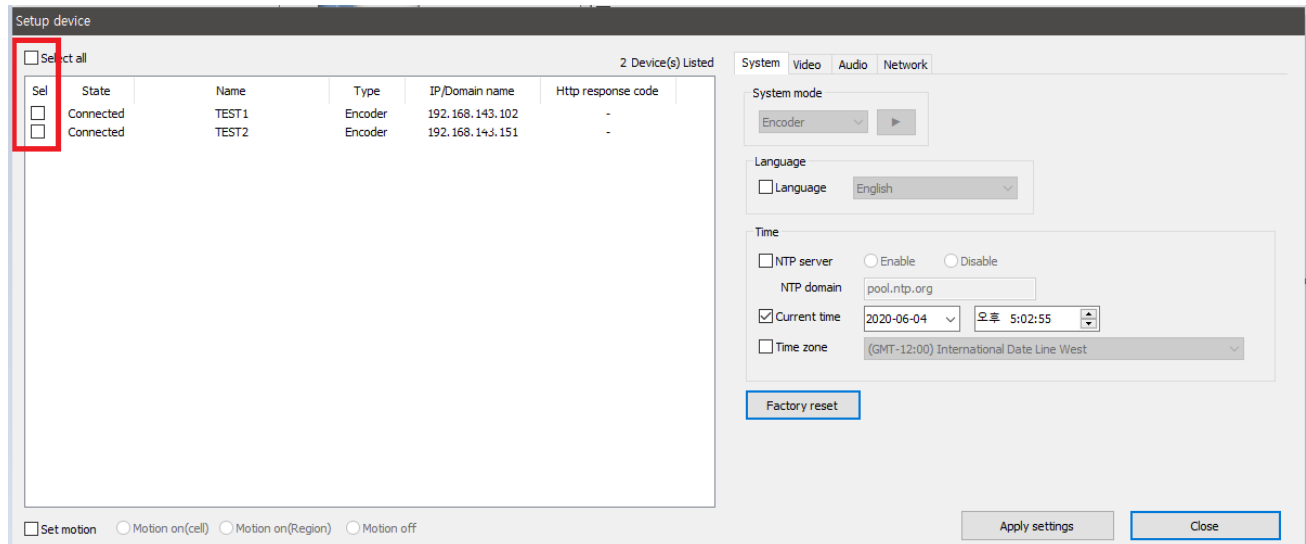 Setup device
Select all
2 Device(s) Listed
Sel State Name Type IP/Domain name Http response code
Connected TEST1 Encoder 192.168.143.102 -
Connected TEST2 Encoder 192.168.143.151 -
System Video Audio Network
System mode
Encoder
Language
Language English
Time
NTP server Enable Disable
NTP domain pool.ntp.org
Current time 2020-06-04 오후 5:02:55
Time zone (GMT-12:00) International Date Line West
Factory reset
Set motion Motion on(cell) Motion on(Region) Motion off
Apply settings Close